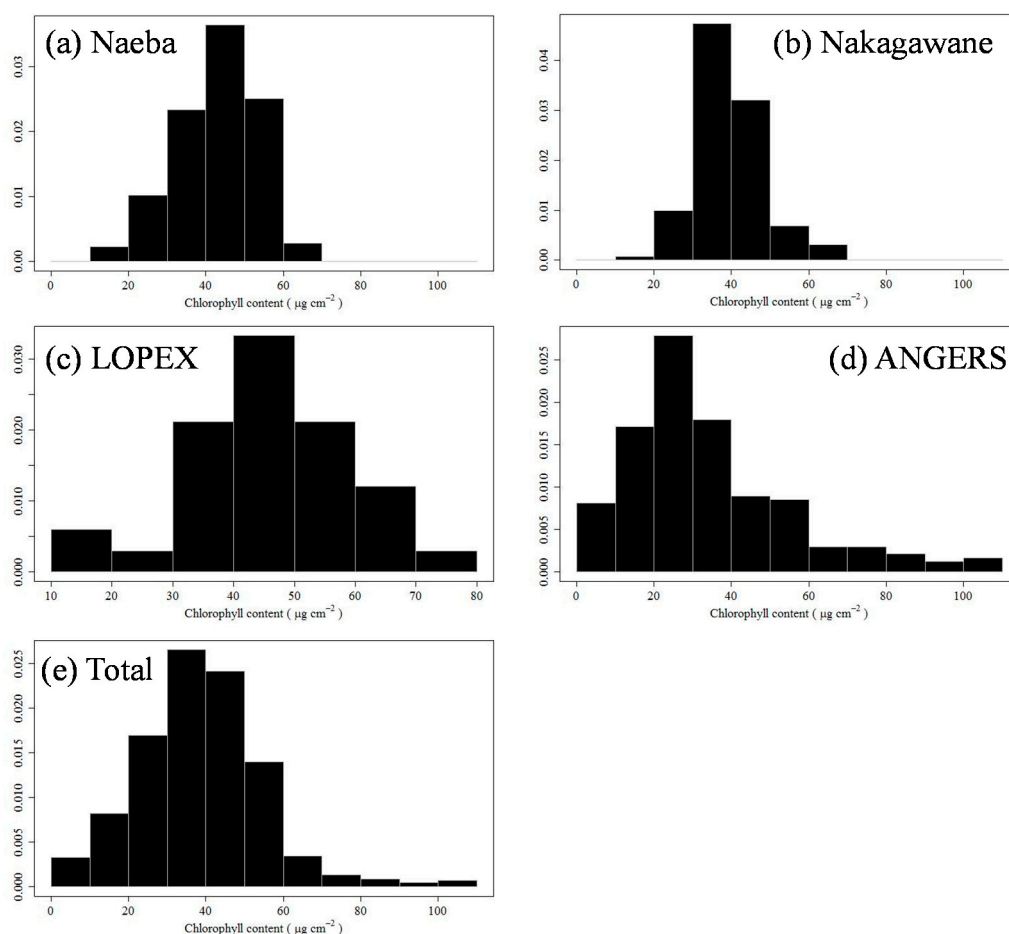 (a) Naeba
0.03
0.02
0.01
0.00
0 20 40 60 80 100
Chlorophyll content ( μg cm⁻² )
(b) Nakagawane
0.04
0.03
0.02
0.01
0.00
0 20 40 60 80 100
Chlorophyll content ( μg cm⁻² )
(c) LOPEX
0.030
0.020
0.010
0.000
10 20 30 40 50 60 70 80
Chlorophyll content ( μg cm⁻² )
(d) ANGERS
0.025
0.020
0.015
0.010
0.005
0.000
0 20 40 60 80 100
Chlorophyll content ( μg cm⁻² )
(e) Total
0.025
0.020
0.015
0.010
0.005
0.000
0 20 40 60 80 100
Chlorophyll content ( μg cm⁻² )